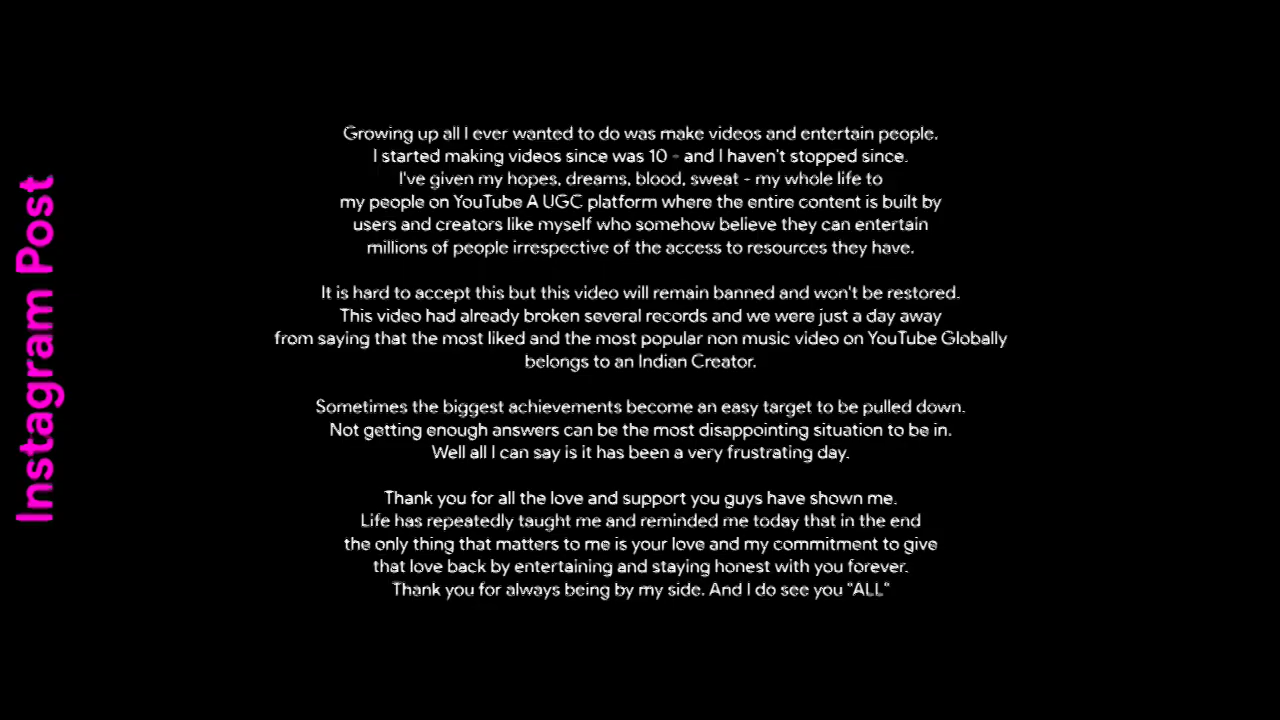 Instagram Post
Growing up all I ever wanted to do was make videos and entertain people.
I started making videos since was 10 - and I haven't stopped since.
I've given my hopes, dreams, blood, sweat - my whole life to
my people on YouTube A UGC platform where the entire content is built by
users and creators like myself who somehow believe they can entertain
millions of people irrespective of the access to resources they have.
It is hard to accept this but this video will remain banned and won't be restored.
This video had already broken several records and we were just a day away
from saying that the most liked and the most popular non music video on YouTube Globally
belongs to an Indian Creator.
Sometimes the biggest achievements become an easy target to be pulled down.
Not getting enough answers can be the most disappointing situation to be in.
Well all I can say is it has been a very frustrating day.
Thank you for all the love and support you guys have shown me.
Life has repeatedly taught me and reminded me today that in the end
the only thing that matters to me is your love and my commitment to give
that love back by entertaining and staying honest with you forever.
Thank you for always being by my side. And I do see you "ALL"